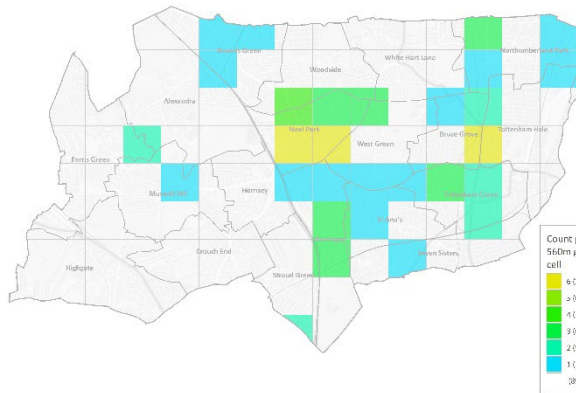 Bounds Green
Northumberland Park
White Hart Lane
Woodside
Alexandra
Noel Park
Bruce Grove
Tottenham Hale
West Green
Fortis Green
Muswell Hill
Hornsey
Tottenham Green
St Ann's
Crouch End
Seven Sisters
Highgate
Stroud Green
Count p
560m g
cell
6 (
5 (
4 (
3 (
2 (
1 (